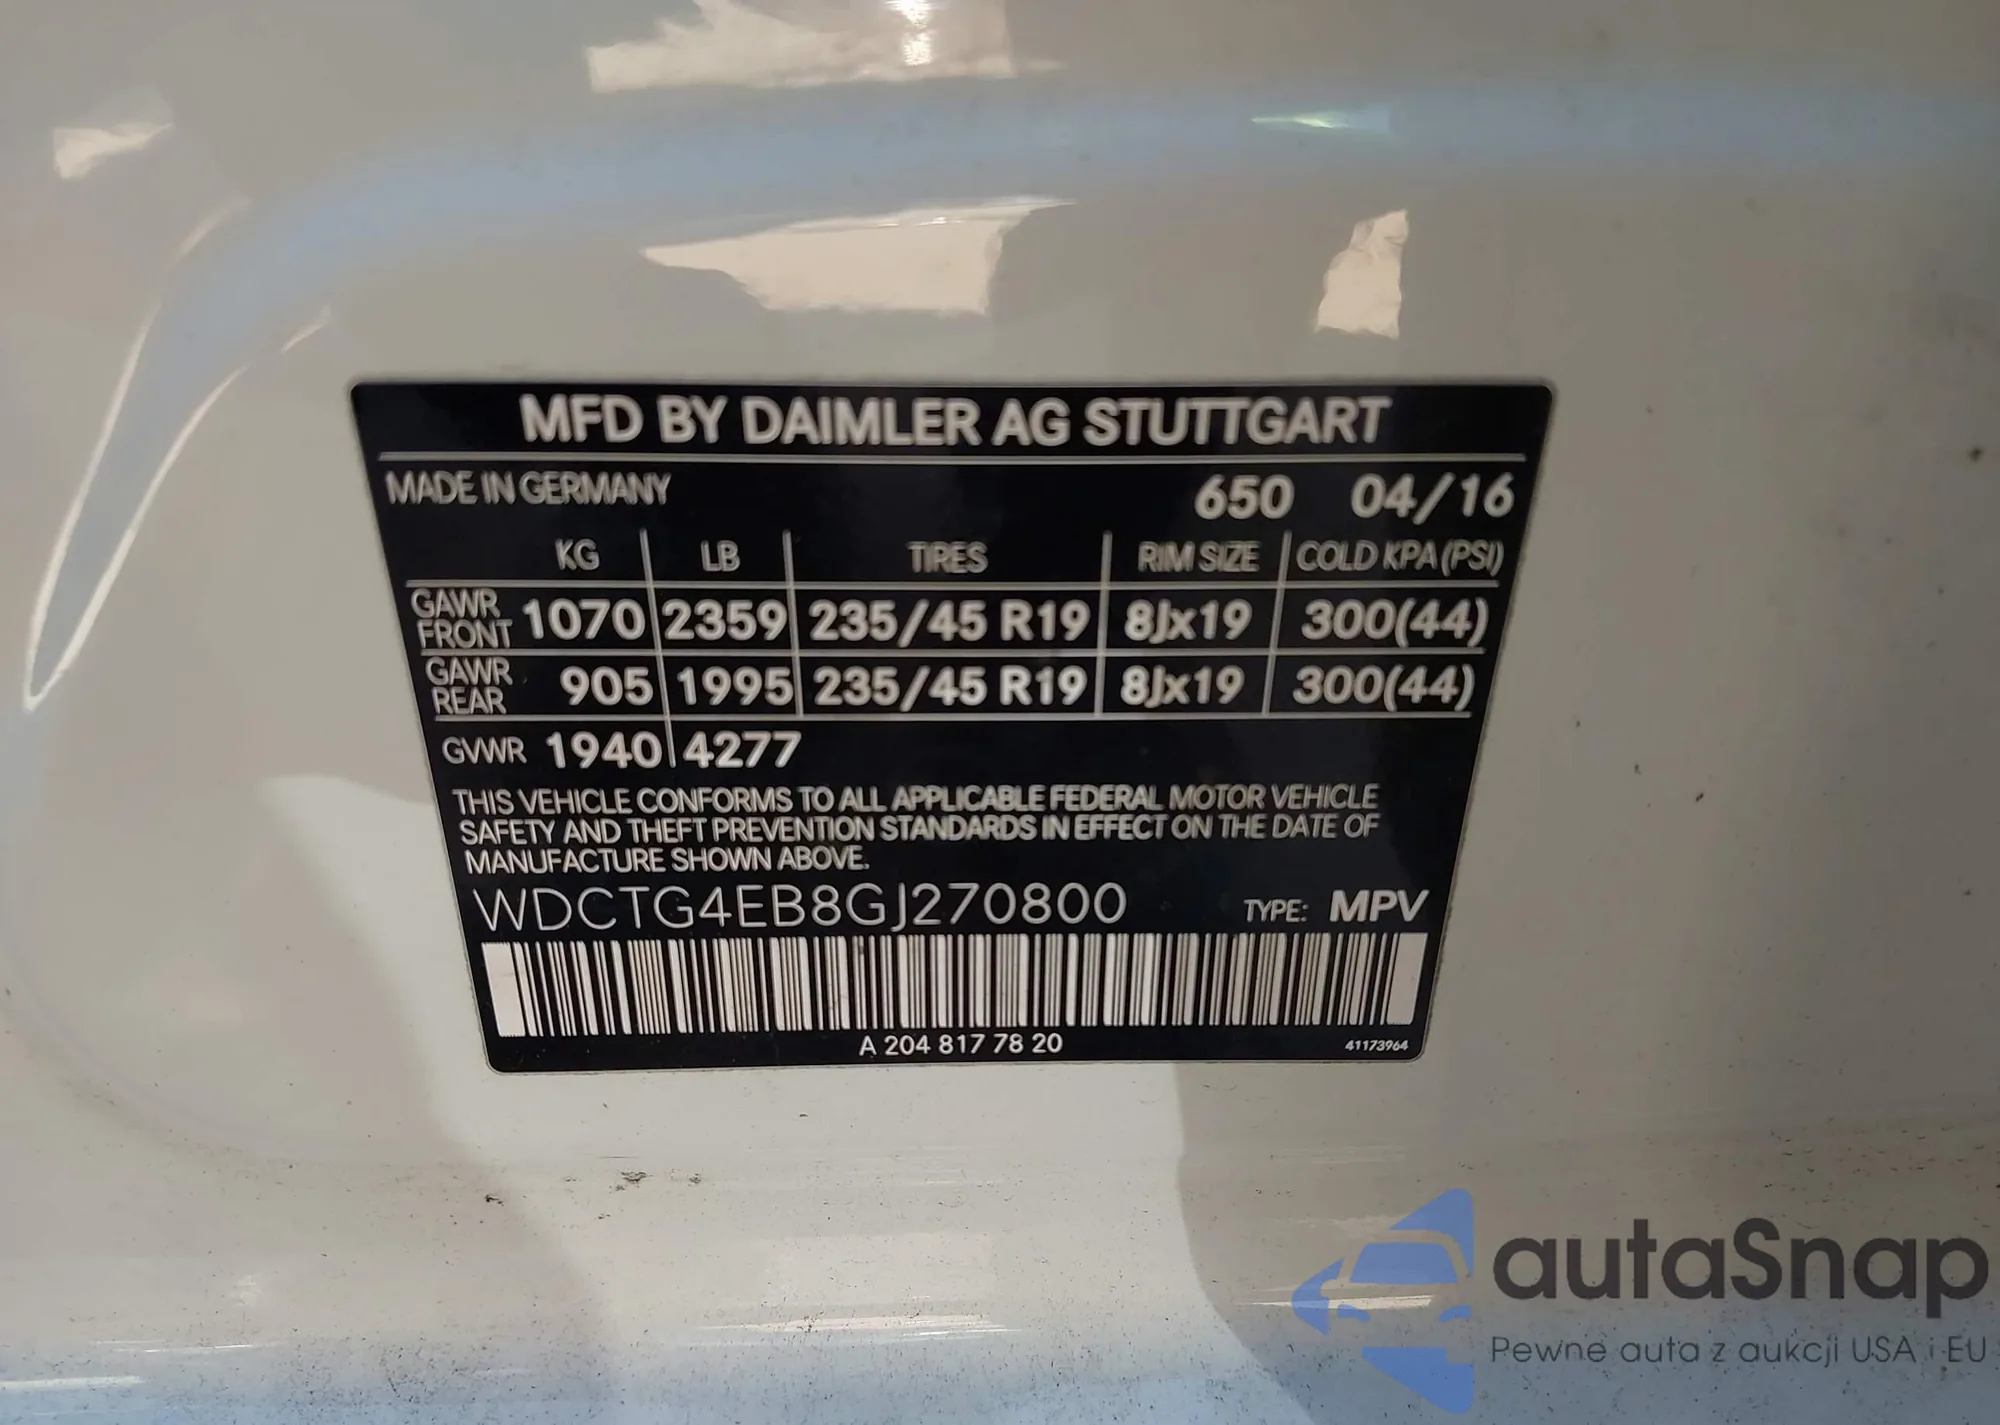 MFD BY DAIMLER AG STUTTGART
MADE IN GERMANY 650 04/16
KG LB TIRES RIM SIZE COLD KPA (PSI)
GAWR FRONT 1070 2359 235/45 R19 8Jx19 300(44)
GAWR REAR 905 1995 235/45 R19 8Jx19 300(44)
GVWR 1940 4277
THIS VEHICLE CONFORMS TO ALL APPLICABLE FEDERAL MOTOR VEHICLE
SAFETY AND THEFT PREVENTION STANDARDS IN EFFECT ON THE DATE OF
MANUFACTURE SHOWN ABOVE.
WDCTG4EB8GJ270800 TYPE: MPV
A 204 817 78 20 41173964
autaSnap
Pewne auta z aukcji USA i EU